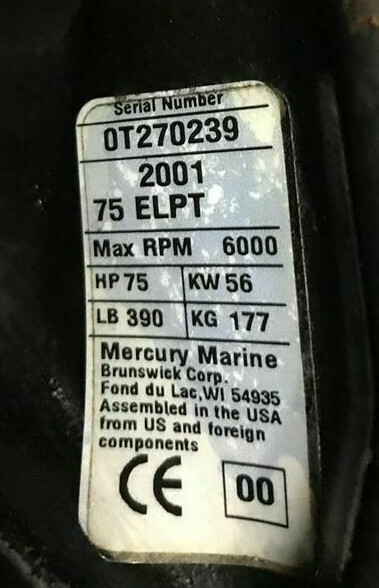 Serial Number
0T270239
2001
75 ELPT
Max RPM 6000
HP 75 KW 56
LB 390 KG 177
Mercury Marine
Brunswick Corp.
Fond du Lac, WI 54935
Assembled in the USA
from US and foreign
components
CE 00